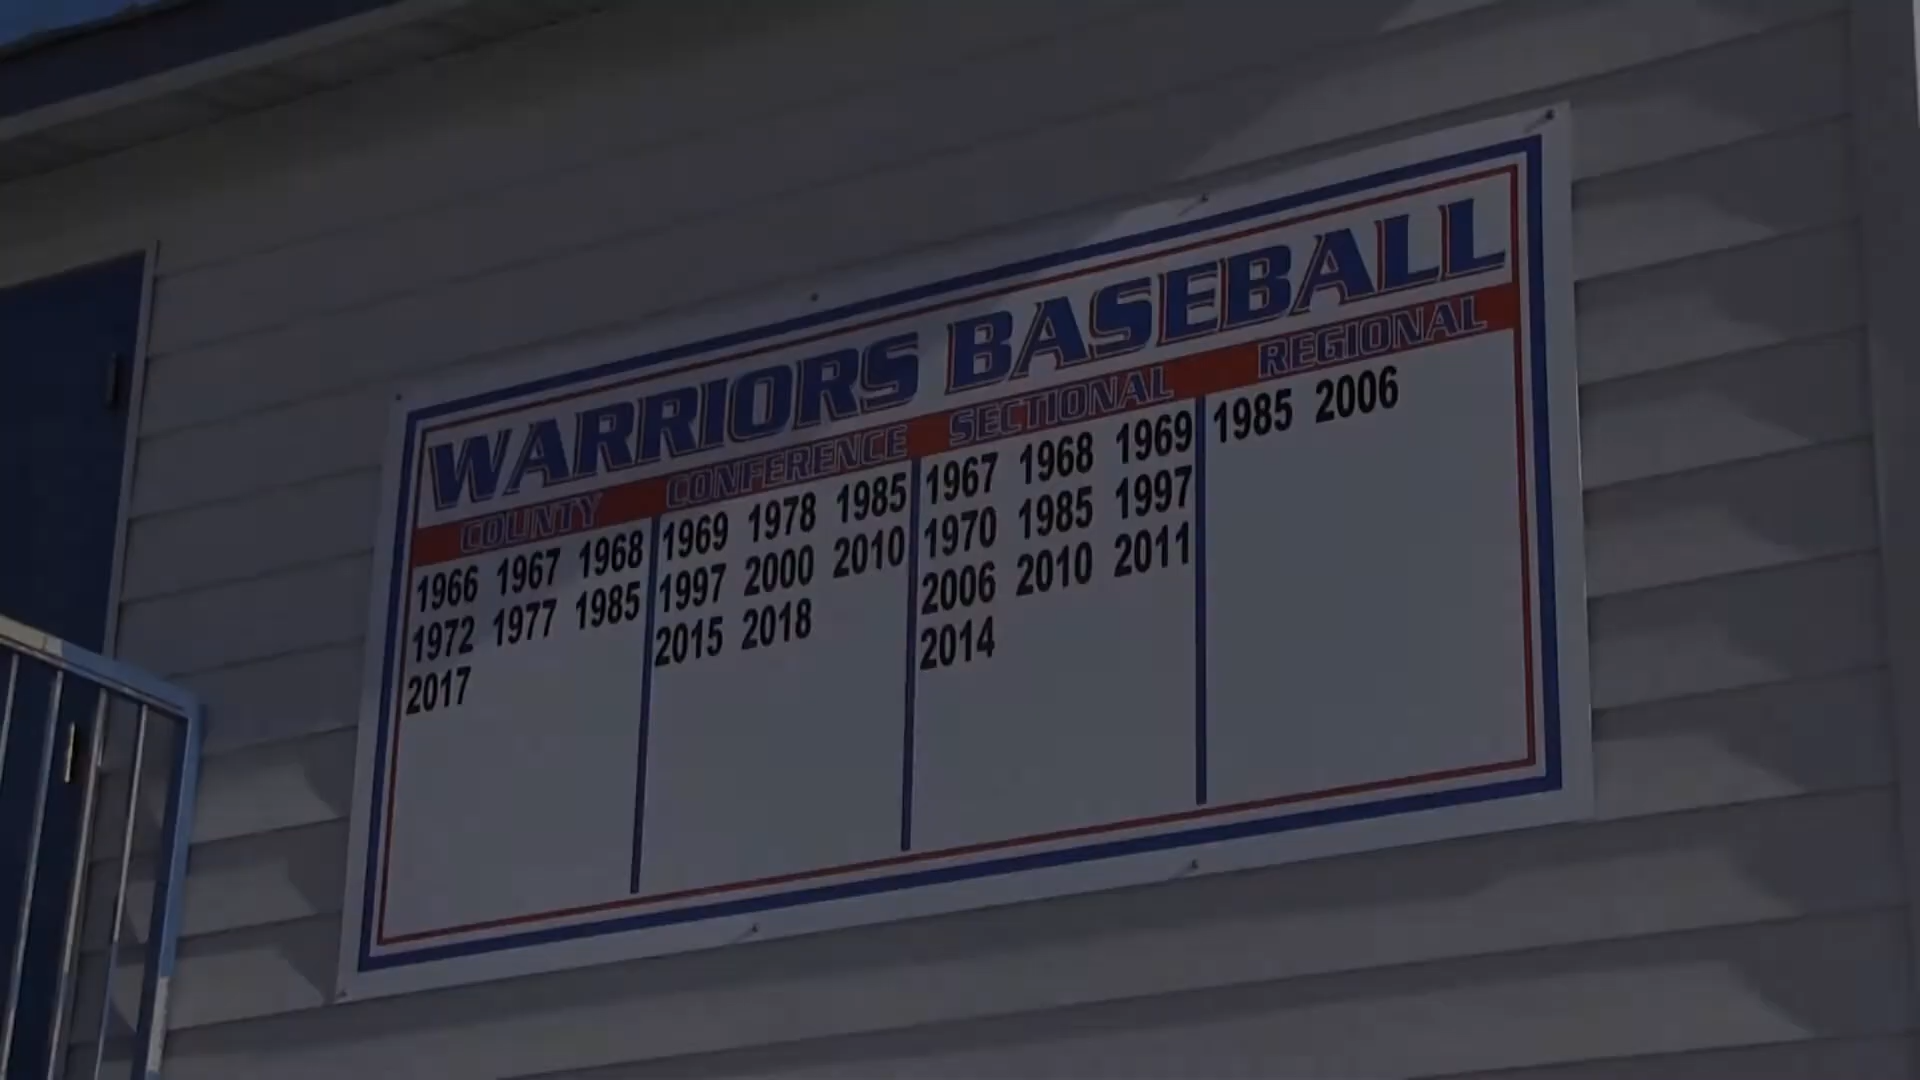 WARRIORS BASEBALL
COUNTY CONFERENCE SECTIONAL REGIONAL
1966 1967 1968
1972 1977 1985
2017
1969 1978 1985
1997 2000 2010
2015 2018
1967 1968 1969
1970 1985 1997
2006 2010 2011
2014
1985 2006